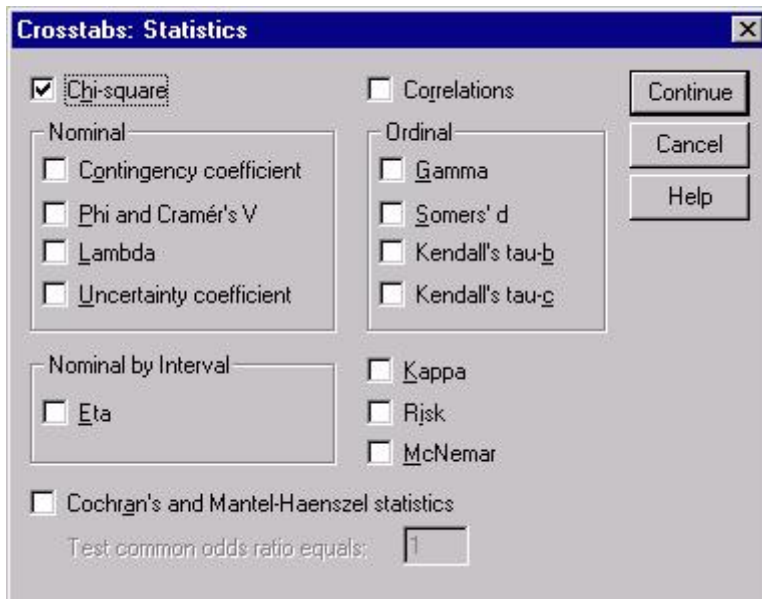 Crosstabs: Statistics
Chi-square
Correlations
Continue
Nominal
Ordinal
Cancel
Contingency coefficient
Gamma
Help
Phi and Cramér's V
Somers' d
Lambda
Kendall's tau-b
Uncertainty coefficient
Kendall's tau-c
Nominal by Interval
Kappa
Eta
Risk
McNemar
Cochran's and Mantel-Haenszel statistics
Test common odds ratio equals: 1